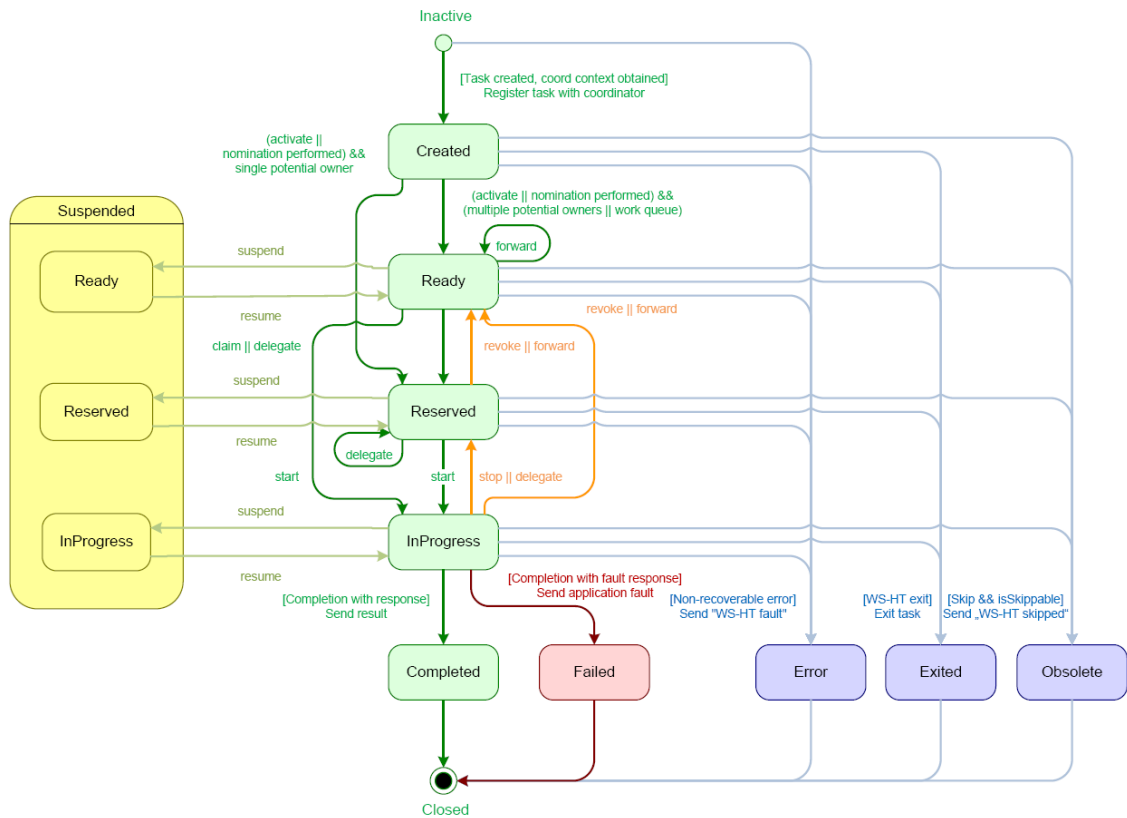 Inactive
[Task created, coord context obtained]
Register task with coordinator
(activate ||
nomination performed) &&
single potential owner
Created
(activate || nomination performed) &&
(multiple potential owners || work queue)
Suspended
forward
suspend
Ready
Ready
resume
revoke || forward
claim || delegate
revoke || forward
suspend
Reserved
Reserved
resume
delegate
start
start
stop || delegate
suspend
InProgress
InProgress
resume
[Completion with response]
Send result
[Completion with fault response]
Send application fault
[Non-recoverable error]
Send "WS-HT fault"
[WS-HT exit]
Exit task
[Skip && isSkippable]
Send „WS-HT skipped“
Completed
Failed
Error
Exited
Obsolete
Closed